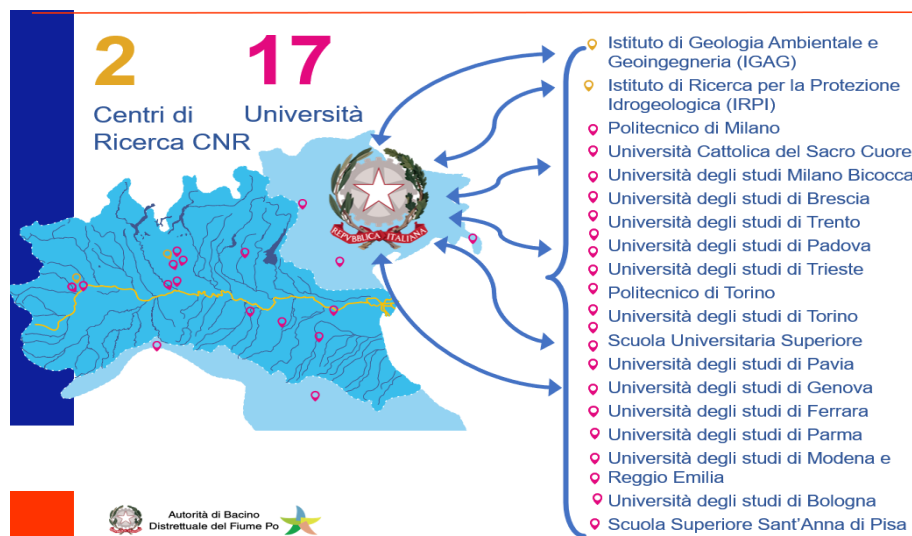 2
Centri di
Ricerca CNR
17
Università
REPVBBLICA ITALIANA
Istituto di Geologia Ambientale e
Geoingegneria (IGAG)
Istituto di Ricerca per la Protezione
Idrogeologica (IRPI)
Politecnico di Milano
Università Cattolica del Sacro Cuore
Università degli studi Milano Bicocca
Università degli studi di Brescia
Università degli studi di Trento
Università degli studi di Padova
Università degli studi di Trieste
Politecnico di Torino
Università degli studi di Torino
Scuola Universitaria Superiore
Università degli studi di Pavia
Università degli studi di Genova
Università degli studi di Ferrara
Università degli studi di Parma
Università degli studi di Modena e
Reggio Emilia
Università degli studi di Bologna
Scuola Superiore Sant'Anna di Pisa
Autorità di Bacino
Distrettuale del Fiume Po